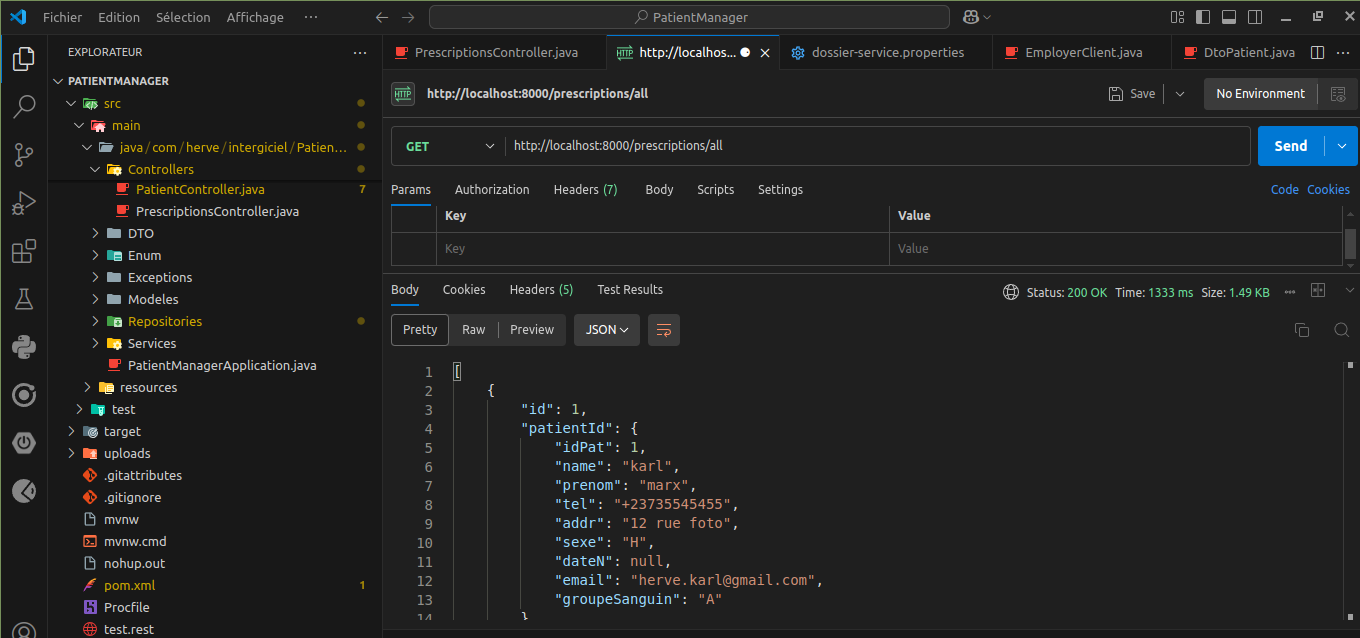 Fichier Edition Sélection Affichage ··· PatientManager
EXPLORATEUR ···
PATIENTMANAGER
src
main
java/com/herve/intergiciel/Patien...
Controllers
PatientController.java 7
PrescriptionsController.java
DTO
Enum
Exceptions
Modeles
Repositories
Services
PatientManagerApplication.java
resources
test
target
uploads
.gitattributes
.gitignore
mvnw
mvnw.cmd
nohup.out
pom.xml 1
Procfile
test.rest
PrescriptionsController.java HTTP http://localhos... dossier-service.properties EmployerClient.java DtoPatient.java ···
HTTP http://localhost:8000/prescriptions/all Save No Environment
GET http://localhost:8000/prescriptions/all Send
Params Authorization Headers (7) Body Scripts Settings Code Cookies
Key Value
Key Value
Body Cookies Headers (5) Test Results Status: 200 OK Time: 1333 ms Size: 1.49 KB
Pretty Raw Preview JSON
1 [
2 {
3 "id": 1,
4 "patientId": {
5 "idPat": 1,
6 "name": "karl",
7 "prenom": "marx",
8 "tel": "+23735545455",
9 "addr": "12 rue foto",
10 "sexe": "H",
11 "dateN": null,
12 "email": "herve.karl@gmail.com",
13 "groupeSanguin": "A"
14 }